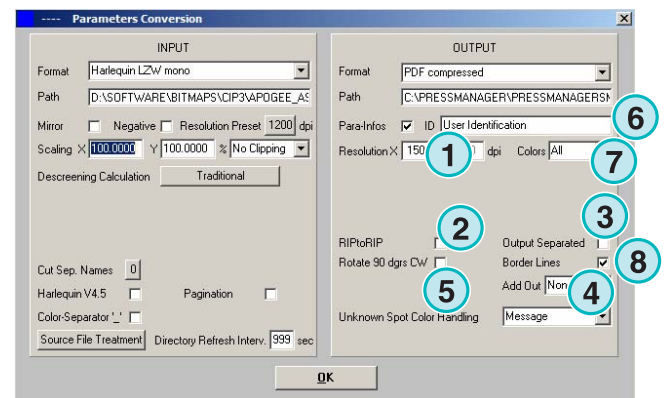 ---- Parameters Conversion
INPUT
Format Harlequin LZW mono
Path D:\SOFTWARE\BITMAPS\CIP3\APOGEE_AS
Mirror Negative Resolution Preset 1200 dpi
Scaling X 100.0000 Y 100.0000 % No Clipping
Descreening Calculation Traditional
Cut Sep. Names 0
Harlequin V4.5 Pagination
Color-Separator '_'
Source File Treatment Directory Refresh Interv. 999 sec
OUTPUT
Format PDF compressed
Path C:\PRESSMANAGER\PRESSMANAGERSM
Para-Infos ID User Identification 6
Resolution X 150 1 dpi Colors All 7
RIPtoRIP 2 Output Separated 3
Rotate 90 dgrs CW 5 Border Lines 8
Add Out Non 4
Unknown Spot Color Handling Message
OK